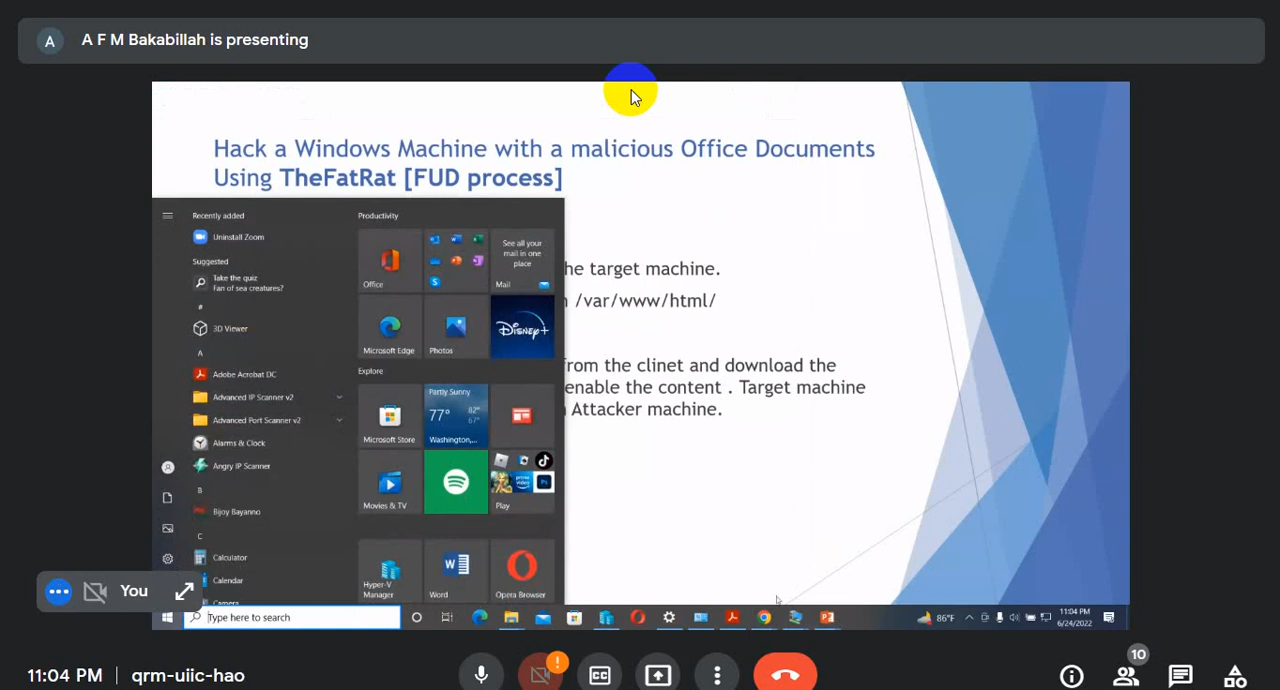 A
A F M Bakabillah is presenting
Hack a Windows Machine with a malicious Office Documents
Using TheFatRat [FUD process]
he target machine.
/var/www/html/
from the clinet and download the
enable the content . Target machine
Attacker machine.
Recently added
Uninstall Zoom
Suggested
Take the quiz
Fan of sea creatures?
#
3D Viewer
A
Adobe Acrobat DC
Advanced IP Scanner v2
Advanced Port Scanner v2
Alarms & Clock
Angry IP Scanner
B
Bijoy Bayanno
C
Calculator
Calendar
Camera
Productivity
Office
See all your
mail in one
place
Mail
Microsoft Edge
Photos
Disney+
Explore
Microsoft Store
Partly Sunny
77° 82°
67°
Washington,...
Movies & TV
Play
Hyper-V
Manager
Word
Opera Browser
You
Type here to search
86°F
11:04 PM
6/24/2022
11:04 PM
qrm-uiic-hao
CC
10